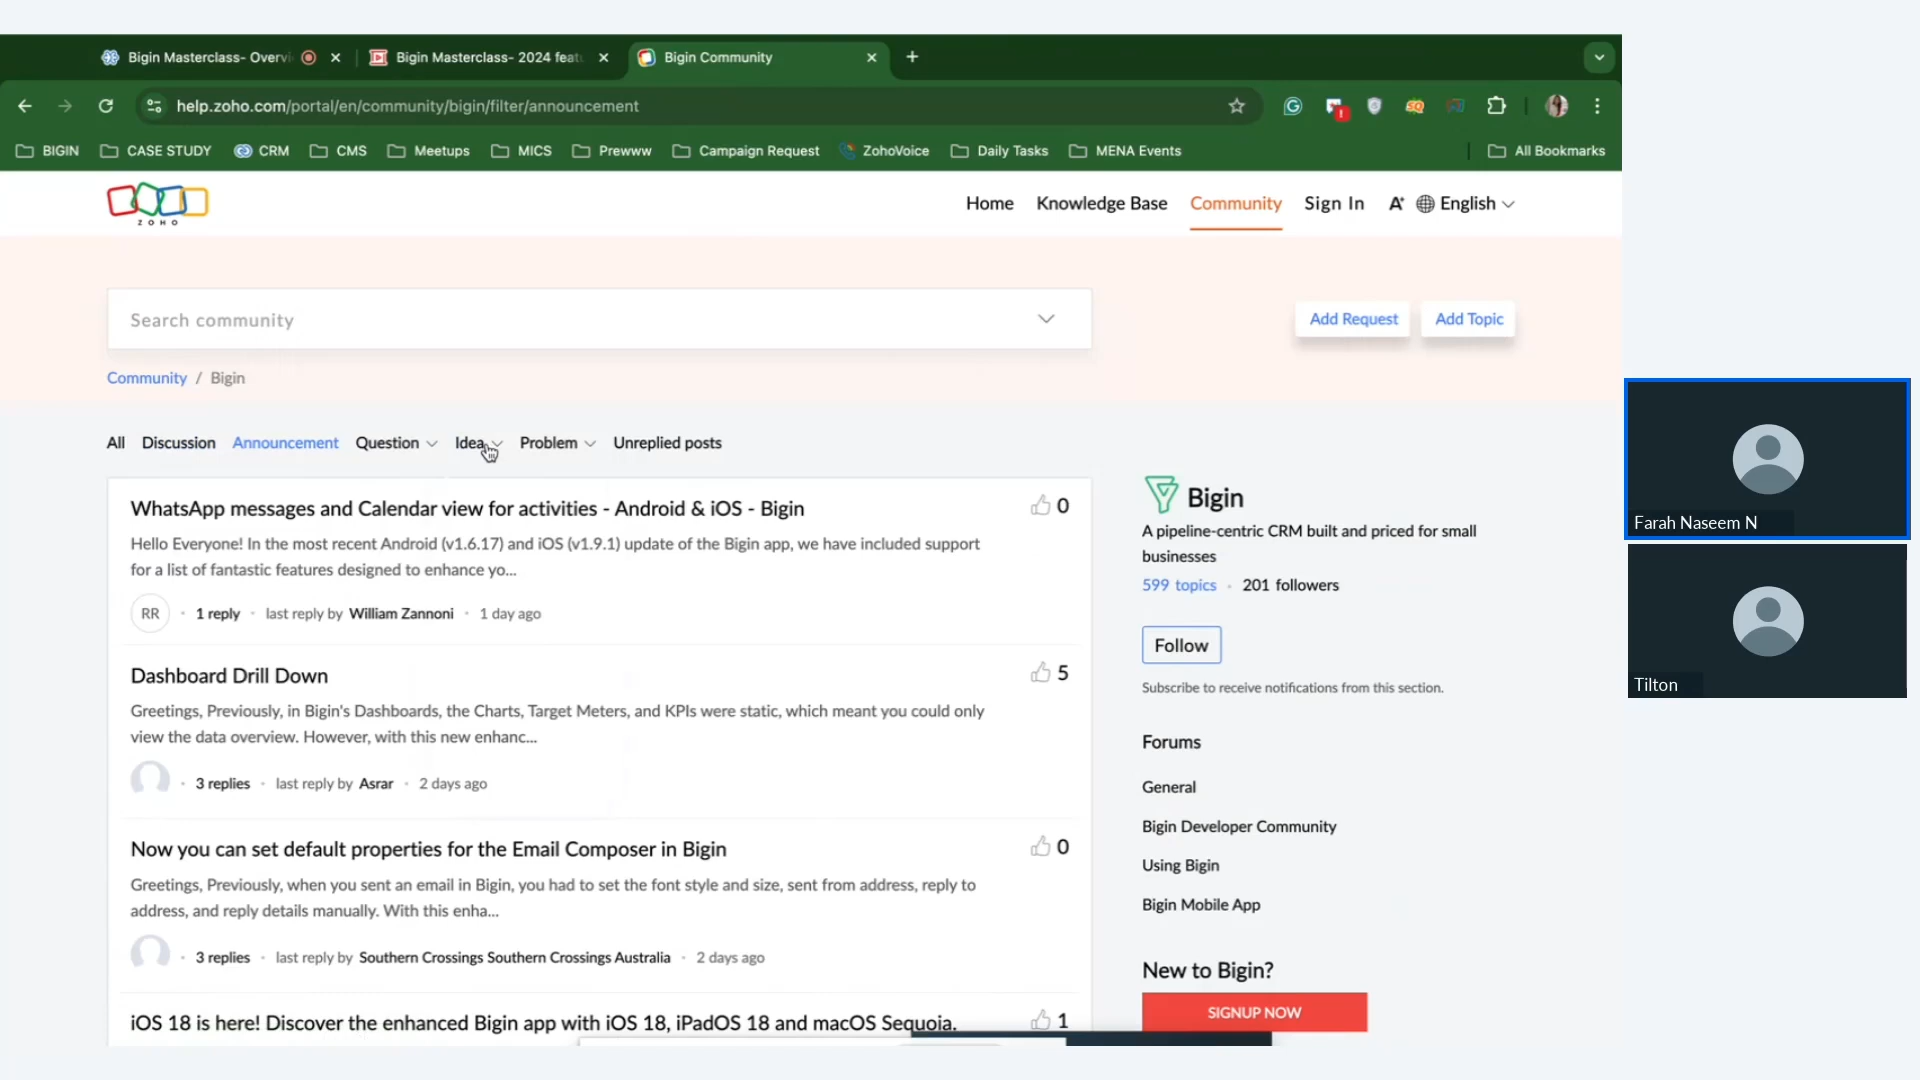 Bigin Masterclass- Overvi
Bigin Masterclass- 2024 feat
Bigin Community
help.zoho.com/portal/en/community/bigin/filter/announcement
BIGIN
CASE STUDY
CRM
CMS
Meetups
MICS
Prewww
Campaign Request
ZohoVoice
Daily Tasks
MENA Events
All Bookmarks
ZOHO
Home
Knowledge Base
Community
Sign In
English
Search community
Add Request
Add Topic
Community / Bigin
All
Discussion
Announcement
Question
Idea
Problem
Unreplied posts
WhatsApp messages and Calendar view for activities - Android & iOS - Bigin
0
Hello Everyone! In the most recent Android (v1.6.17) and iOS (v1.9.1) update of the Bigin app, we have included support
for a list of fantastic features designed to enhance yo...
RR · 1 reply · last reply by William Zannoni · 1 day ago
Dashboard Drill Down
5
Greetings, Previously, in Bigin's Dashboards, the Charts, Target Meters, and KPIs were static, which meant you could only
view the data overview. However, with this new enhanc...
· 3 replies · last reply by Asrar · 2 days ago
Now you can set default properties for the Email Composer in Bigin
0
Greetings, Previously, when you sent an email in Bigin, you had to set the font style and size, sent from address, reply to
address, and reply details manually. With this enha...
· 3 replies · last reply by Southern Crossings Southern Crossings Australia · 2 days ago
iOS 18 is here! Discover the enhanced Bigin app with iOS 18, iPadOS 18 and macOS Sequoia.
1
Bigin
A pipeline-centric CRM built and priced for small
businesses
599 topics · 201 followers
Follow
Subscribe to receive notifications from this section.
Forums
General
Bigin Developer Community
Using Bigin
Bigin Mobile App
New to Bigin?
SIGNUP NOW
Farah Naseem N
Tilton